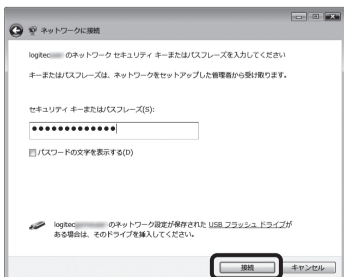 ネットワークに接続
logitec のネットワーク セキュリティ キーまたはパスフレーズを入力してください
キーまたはパスフレーズは、ネットワークをセットアップした管理者から受け取ります。
セキュリティ キーまたはパスフレーズ(S):
●●●●●●●●●●●●●
パスワードの文字を表示する(D)
logitec のネットワーク設定が保存された USB フラッシュ ドライブが
ある場合は、そのドライブを挿入してください。
接続 キャンセル